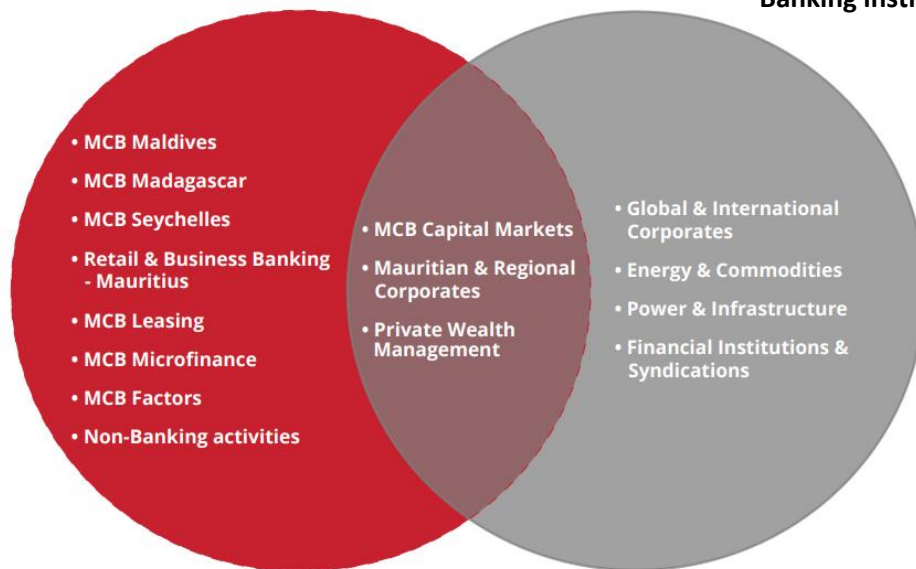 Banking
• MCB Maldives
• MCB Madagascar
• MCB Seychelles
• Retail & Business Banking
- Mauritius
• MCB Leasing
• MCB Microfinance
• MCB Factors
• Non-Banking activities
• MCB Capital Markets
• Mauritian & Regional
Corporates
• Private Wealth
Management
• Global & International
Corporates
• Energy & Commodities
• Power & Infrastructure
• Financial Institutions &
Syndications